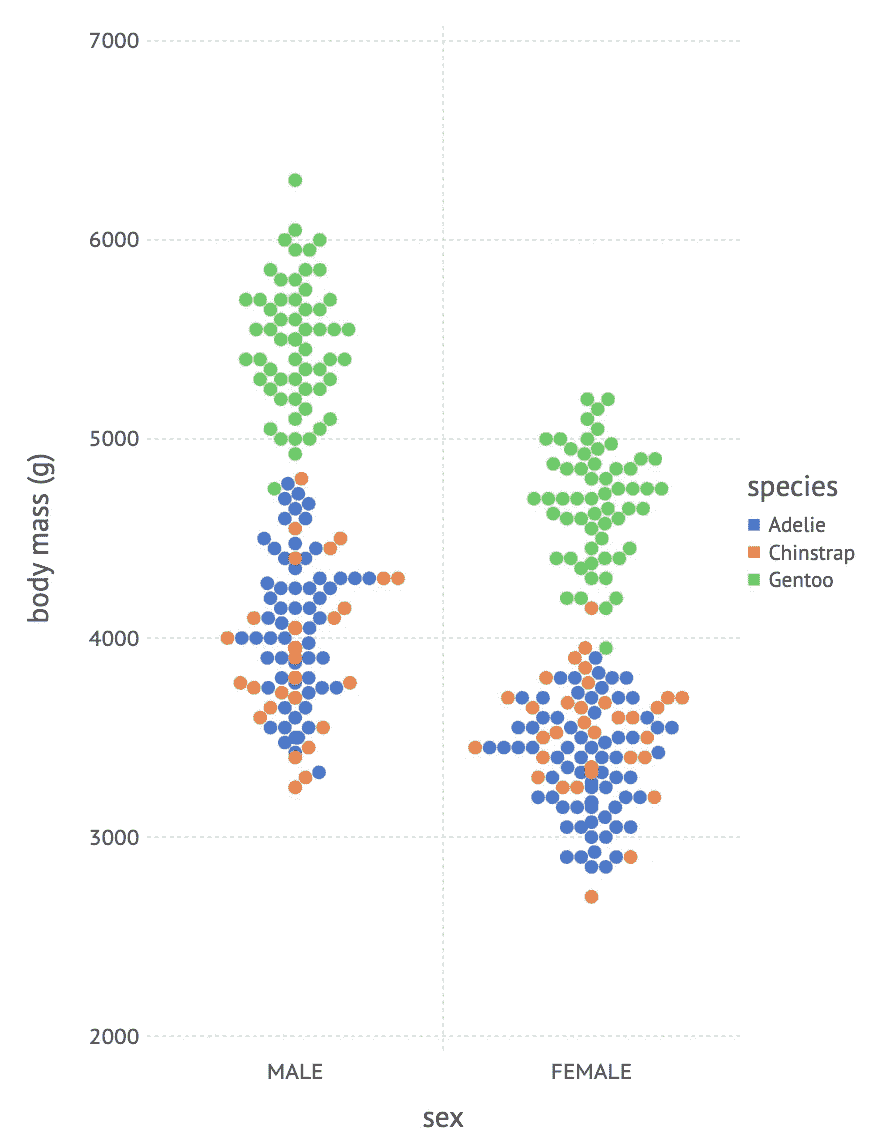 7000
6000
5000
4000
3000
2000
body mass (g)
MALE
FEMALE
sex
species
Adelie
Chinstrap
Gentoo